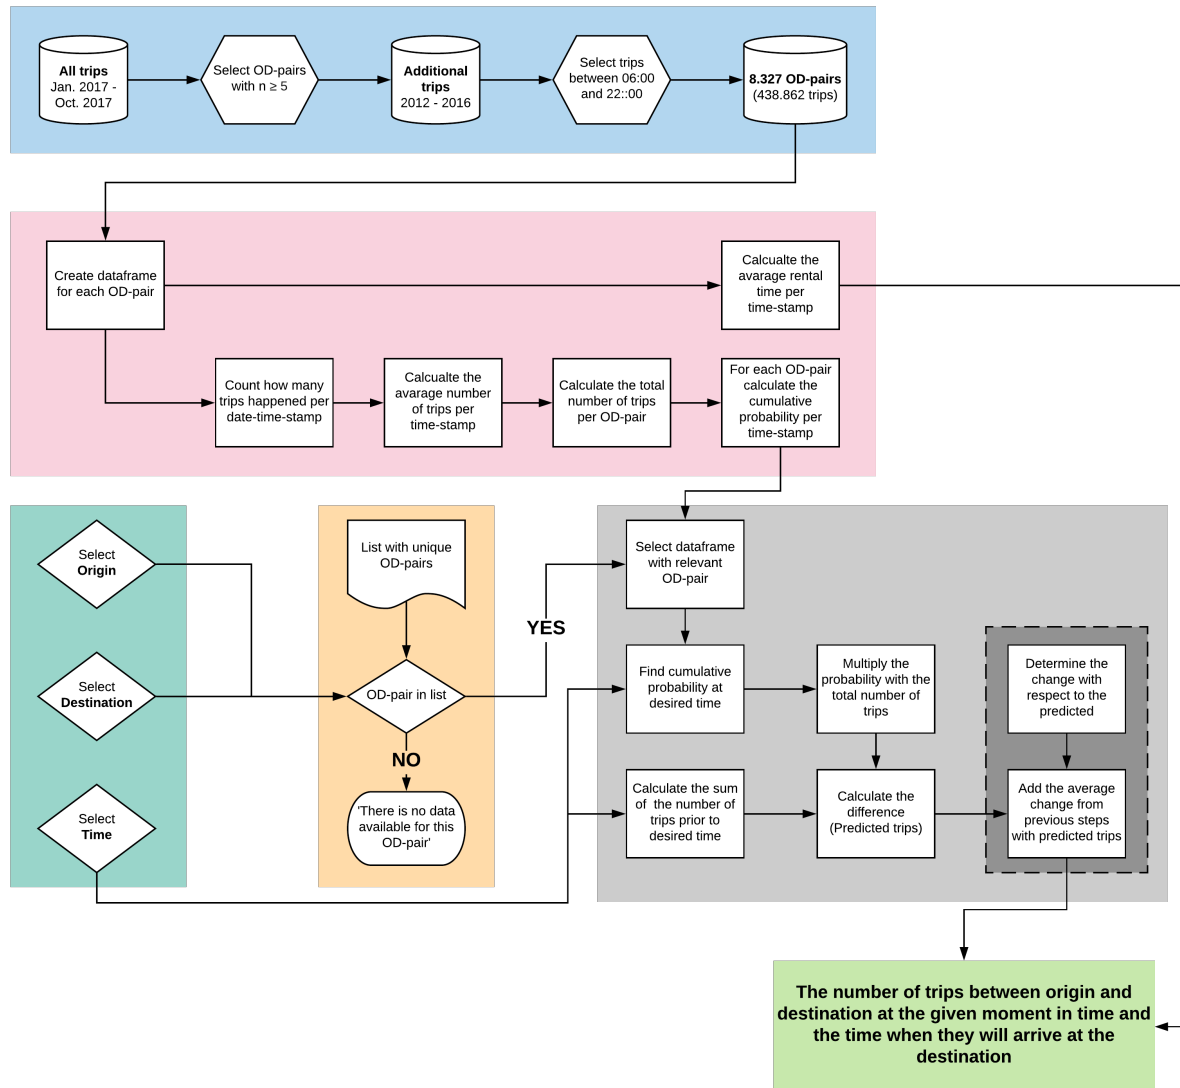 All trips
Jan. 2017 -
Oct. 2017
Select OD-pairs
with n ≥ 5
Additional
trips
2012 - 2016
Select trips
between 06:00
and 22::00
8.327 OD-pairs
(438.862 trips)
Create dataframe
for each OD-pair
Calcualte the
avarage rental
time per
time-stamp
Count how many
trips happened per
date-time-stamp
Calcualte the
avarage number
of trips per
time-stamp
Calculate the total
number of trips
per OD-pair
For each OD-pair
calculate the
cumulative
probability per
time-stamp
Select
Origin
Select
Destination
Select
Time
List with unique
OD-pairs
OD-pair in list
YES
NO
'There is no data
available for this
OD-pair'
Select dataframe
with relevant
OD-pair
Find cumulative
probability at
desired time
Multiply the
probability with the
total number of
trips
Determine the
change with
respect to the
predicted
Calculate the sum
of the number of
trips prior to
desired time
Calculate the
difference
(Predicted trips)
Add the average
change from
previous steps
with predicted trips
The number of trips between origin and
destination at the given moment in time and
the time when they will arrive at the
destination